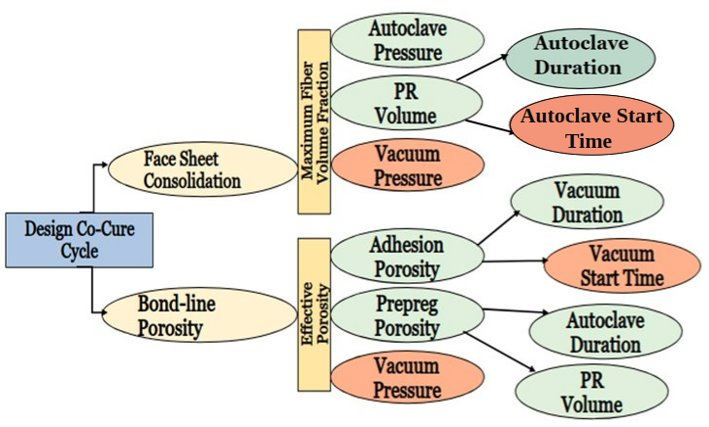 Design Co-Cure
Cycle
Face Sheet
Consolidation
Maximum Fiber
Volume Fraction
Autoclave
Pressure
PR
Volume
Autoclave
Duration
Autoclave Start
Time
Vacuum
Pressure
Bond-line
Porosity
Effective
Porosity
Adhesion
Porosity
Vacuum
Duration
Vacuum
Start Time
Prepreg
Porosity
Autoclave
Duration
PR
Volume
Vacuum
Pressure